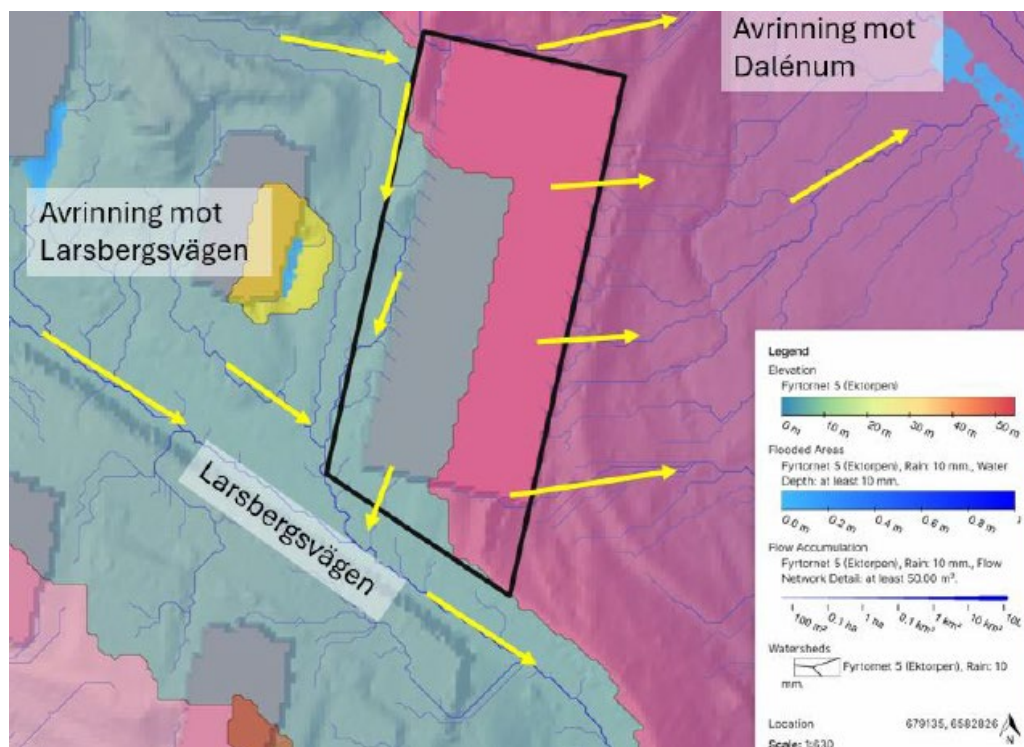 Avrinning mot
Dalénum
Avrinning mot
Larsbergsvägen
Larsbergsvägen
Legend
Elevation
Fyrtornet 5 (Ektorpen)
0 m 10 m 20 m 30 m 40 m 50 m
Flooded Areas
Fyrtornet 5 (Ektorpen), Rain: 10 mm., Water
Depth: at least 10 mm.
0.0 m 0.2 m 0.4 m 0.6 m 0.8 m
Flow Accumulation
Fyrtornet 5 (Ektorpen), Rain: 10 mm., Flow
Network Detail: at least 50.00 m².
100 m² 0.1 ha 1 ha 0.1 km² 1 km² 10 km² 100
Watersheds
Fyrtornet 5 (Ektorpen), Rain: 10
mm.
Location 679135, 6582826
N
Scale: 1:630